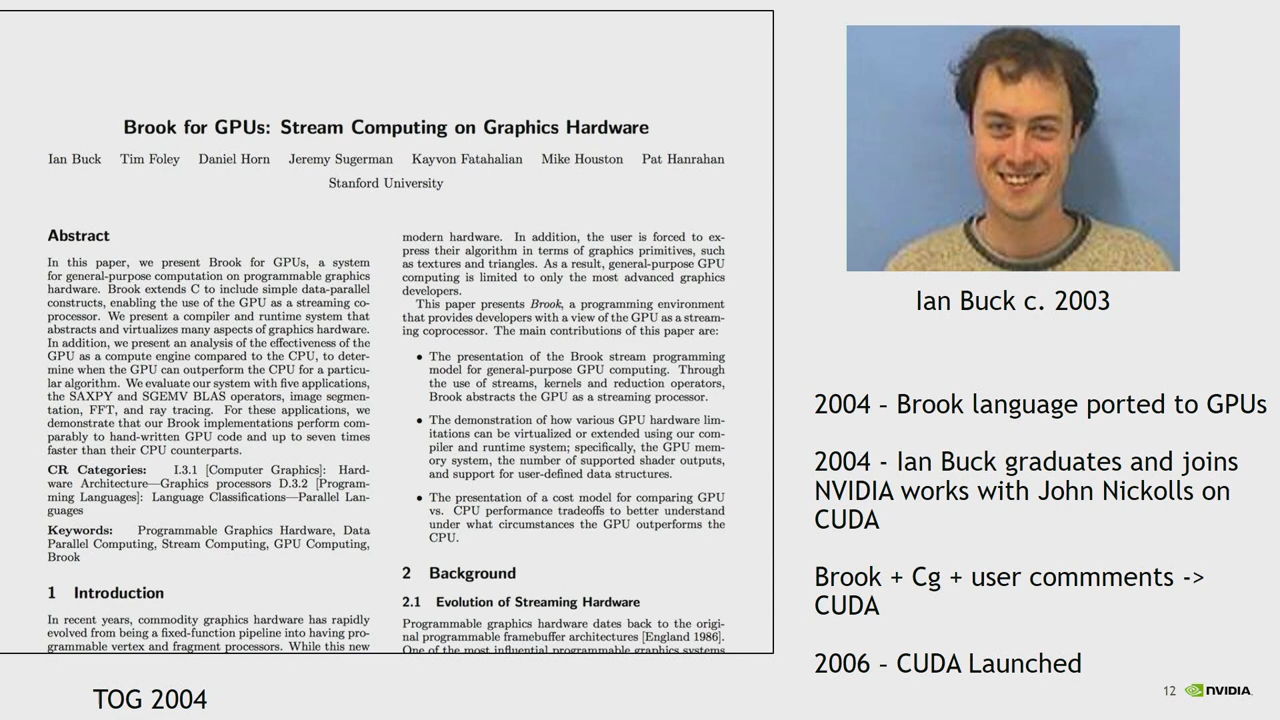 Brook for GPUs: Stream Computing on Graphics Hardware
Ian Buck Tim Foley Daniel Horn Jeremy Sugerman Kayvon Fatahalian Mike Houston Pat Hanrahan
Stanford University
Abstract
In this paper, we present Brook for GPUs, a system
for general-purpose computation on programmable graphics
hardware. Brook extends C to include simple data-parallel
constructs, enabling the use of the GPU as a streaming co-
processor. We present a compiler and runtime system that
abstracts and virtualizes many aspects of graphics hardware.
In addition, we present an analysis of the effectiveness of the
GPU as a compute engine compared to the CPU, to deter-
mine when the GPU can outperform the CPU for a particu-
lar algorithm. We evaluate our system with five applications,
the SAXPY and SGEMV BLAS operators, image segmen-
tation, FFT, and ray tracing. For these applications, we
demonstrate that our Brook implementations perform com-
parably to hand-written GPU code and up to seven times
faster than their CPU counterparts.
CR Categories: I.3.1 [Computer Graphics]: Hard-
ware Architecture—Graphics processors D.3.2 [Program-
ming Languages]: Language Classifications—Parallel Lan-
guages
Keywords: Programmable Graphics Hardware, Data
Parallel Computing, Stream Computing, GPU Computing,
Brook
1 Introduction
In recent years, commodity graphics hardware has rapidly
evolved from being a fixed-function pipeline into having pro-
grammable vertex and fragment processors. While this new
modern hardware. In addition, the user is forced to ex-
press their algorithm in terms of graphics primitives, such
as textures and triangles. As a result, general-purpose GPU
computing is limited to only the most advanced graphics
developers.
This paper presents Brook, a programming environment
that provides developers with a view of the GPU as a stream-
ing coprocessor. The main contributions of this paper are:
• The presentation of the Brook stream programming
model for general-purpose GPU computing. Through
the use of streams, kernels and reduction operators,
Brook abstracts the GPU as a streaming processor.
• The demonstration of how various GPU hardware lim-
itations can be virtualized or extended using our com-
piler and runtime system; specifically, the GPU mem-
ory system, the number of supported shader outputs,
and support for user-defined data structures.
• The presentation of a cost model for comparing GPU
vs. CPU performance tradeoffs to better understand
under what circumstances the GPU outperforms the
CPU.
2 Background
2.1 Evolution of Streaming Hardware
Programmable graphics hardware dates back to the origi-
nal programmable framebuffer architectures [England 1986].
One of the most influential programmable graphics systems
TOG 2004
Ian Buck c. 2003
2004 – Brook language ported to GPUs
2004 - Ian Buck graduates and joins
NVIDIA works with John Nickolls on
CUDA
Brook + Cg + user commments ->
CUDA
2006 – CUDA Launched
12 NVIDIA.